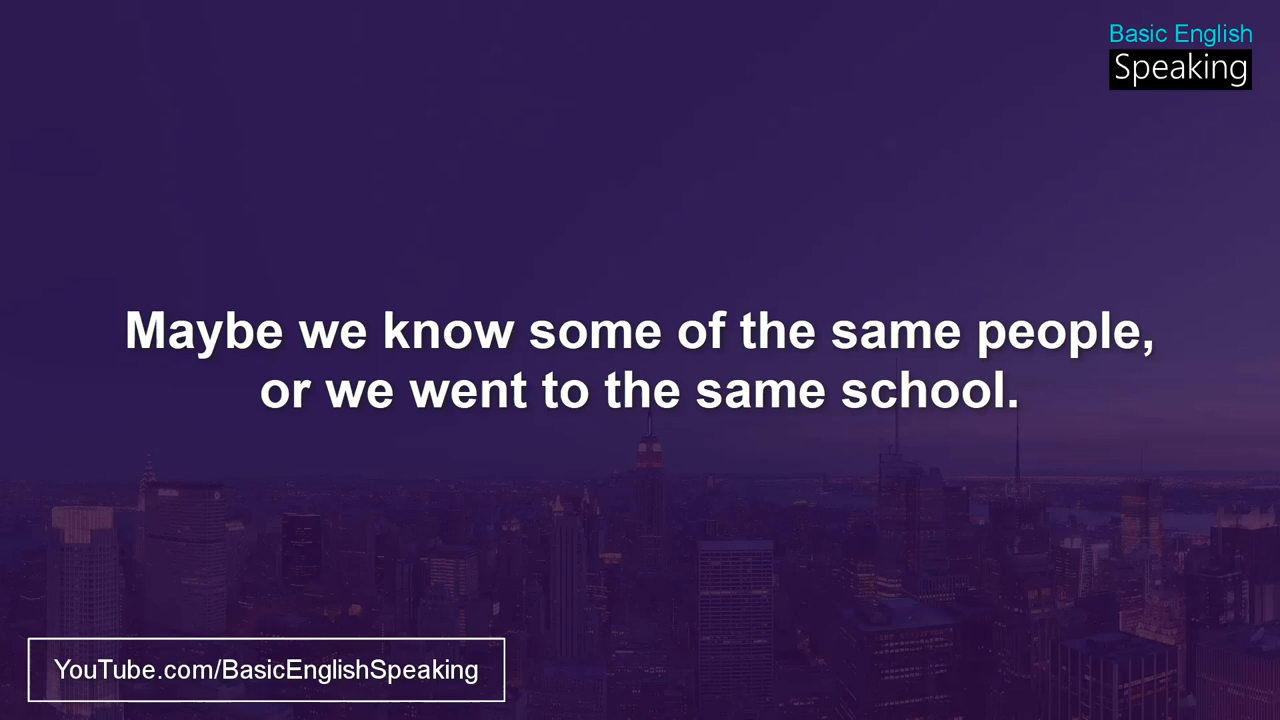 Basic English
Speaking
Maybe we know some of the same people,
or we went to the same school.
YouTube.com/BasicEnglishSpeaking